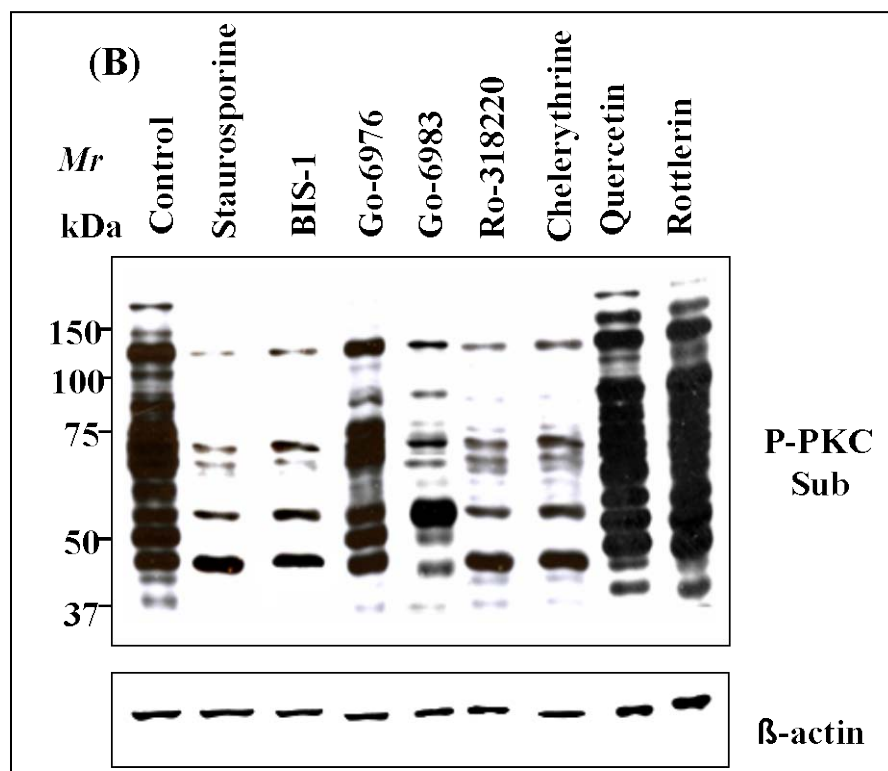 (B)
Mr
kDa
Control
Staurosporine
BIS-1
Go-6976
Go-6983
Ro-318220
Chelerythrine
Quercetin
Rottlerin
150
100
75
50
37
P-PKC
Sub
ß-actin